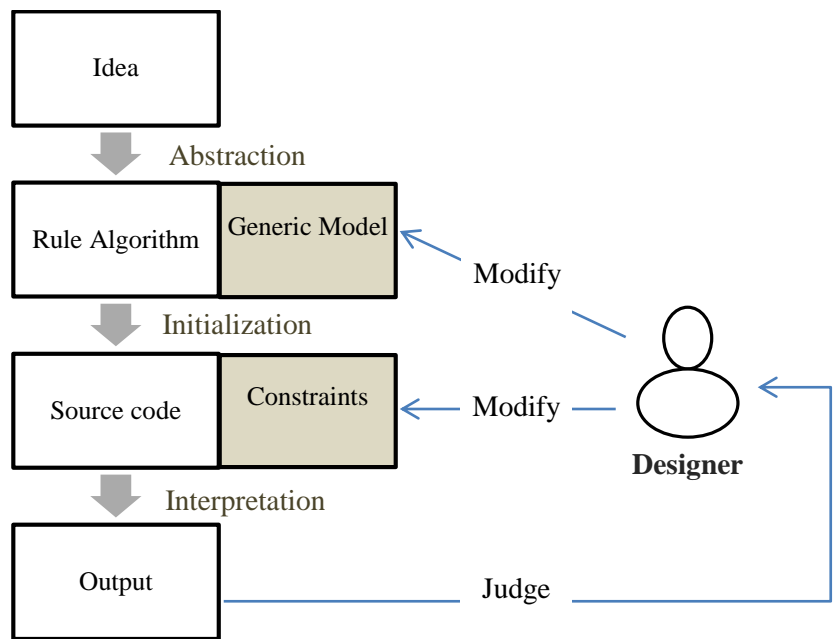 Idea
Abstraction
Rule Algorithm
Generic Model
Modify
Initialization
Source code
Constraints
Modify
Designer
Interpretation
Output
Judge